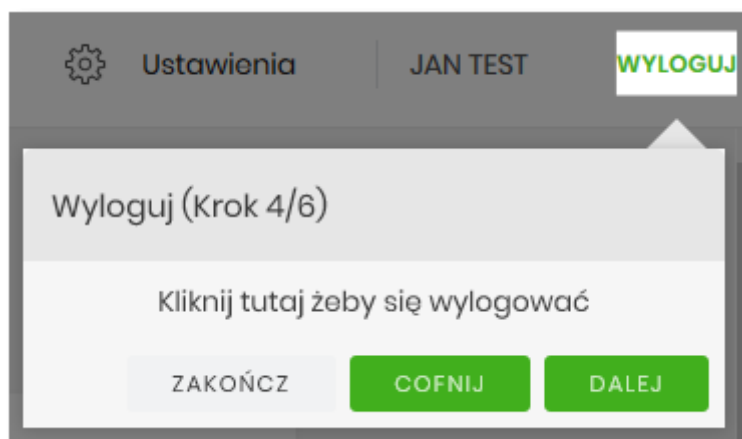 Ustawienia JAN TEST WYLOGUJ
Wyloguj (Krok 4/6)
Kliknij tutaj żeby się wylogować
ZAKOŃCZ COFNIJ DALEJ